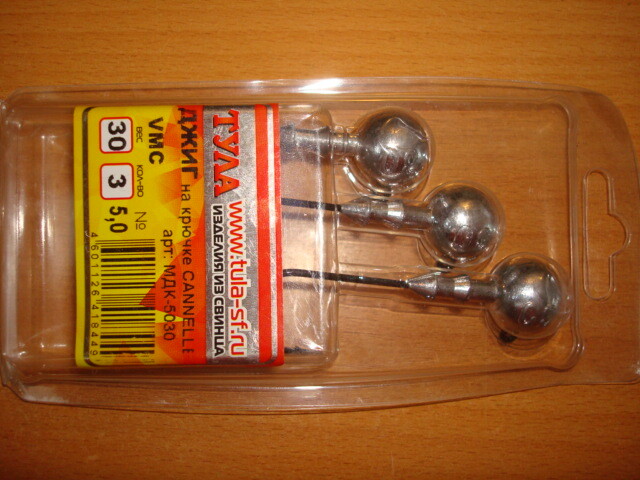 ТУЛА www.tula-sf.ru
ИЗДЕЛИЯ ИЗ СВИНЦА
ДЖИГ на крючке CANNELLE
VMC арт: МДК-5030
вес кол-во №
30 3 5,0
4601126418449